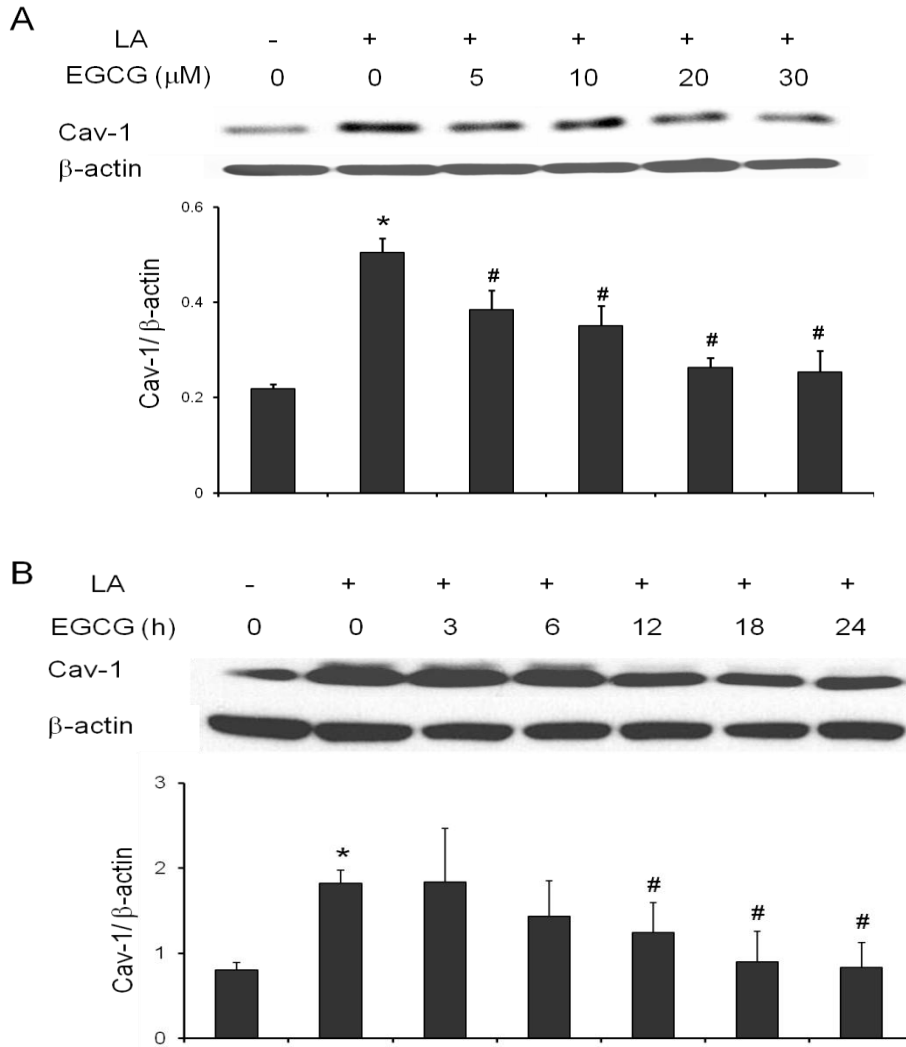 A
LA - + + + + +
EGCG (μM) 0 0 5 10 20 30
Cav-1
β-actin
0.6
*
#
#
0.4
#
#
0.2
0
Cav-1/β-actin
B
LA - + + + + + +
EGCG (h) 0 0 3 6 12 18 24
Cav-1
β-actin
3
2
*
#
#
#
1
0
Cav-1/β-actin